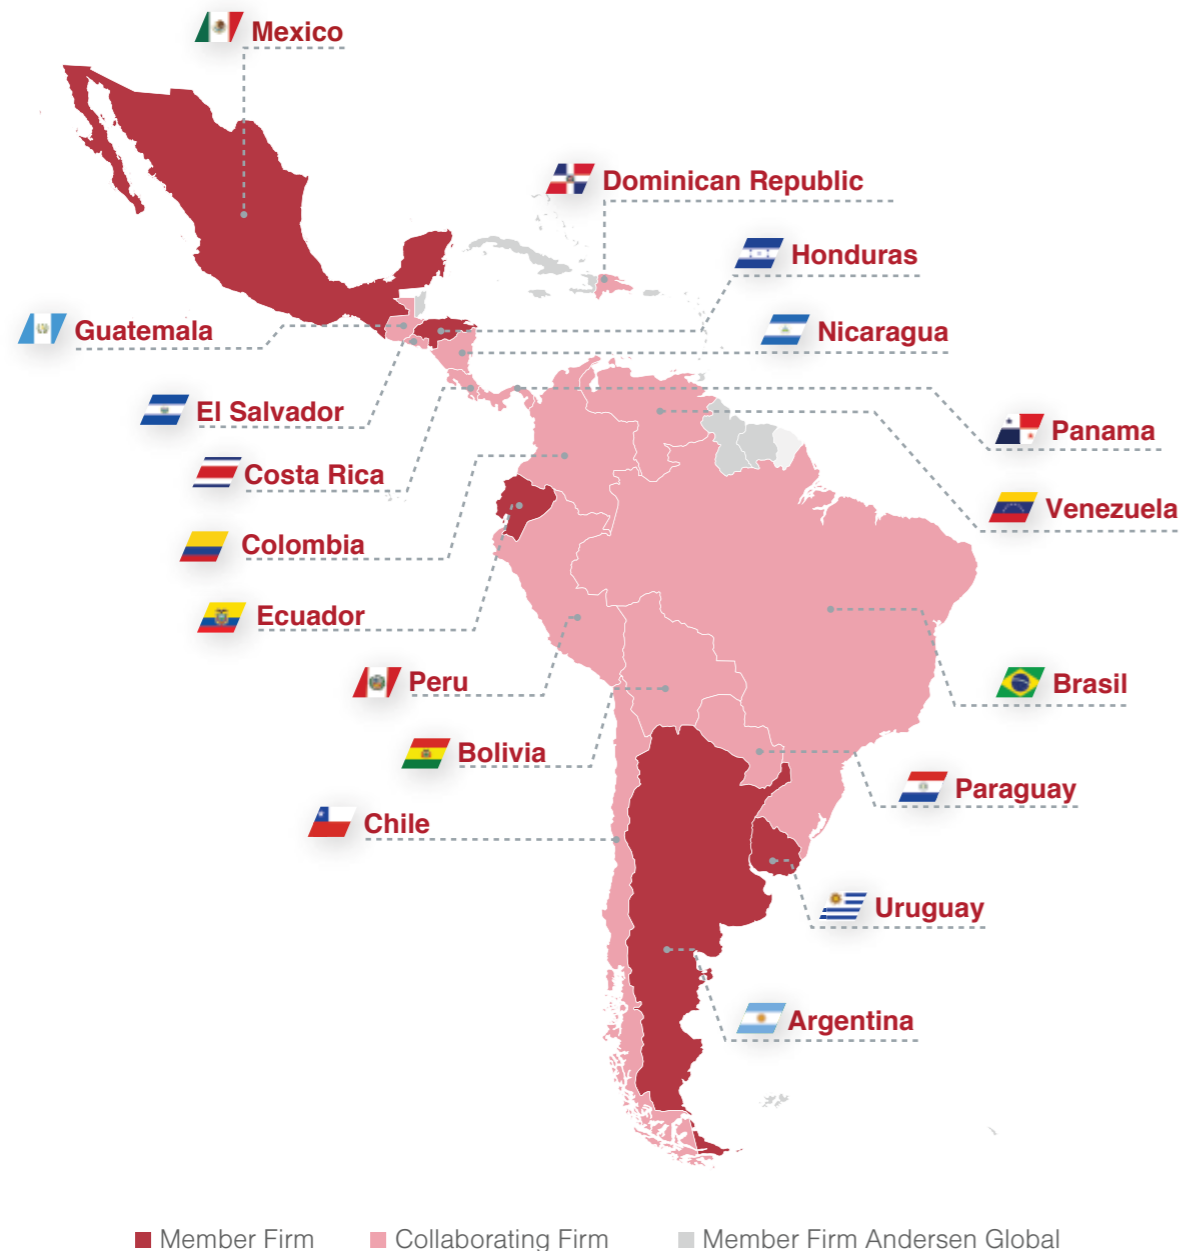 Mexico
Dominican Republic
Honduras
Guatemala
Nicaragua
El Salvador
Panama
Costa Rica
Venezuela
Colombia
Ecuador
Peru
Brasil
Bolivia
Paraguay
Chile
Uruguay
Argentina
Member Firm
Collaborating Firm
Member Firm Andersen Global